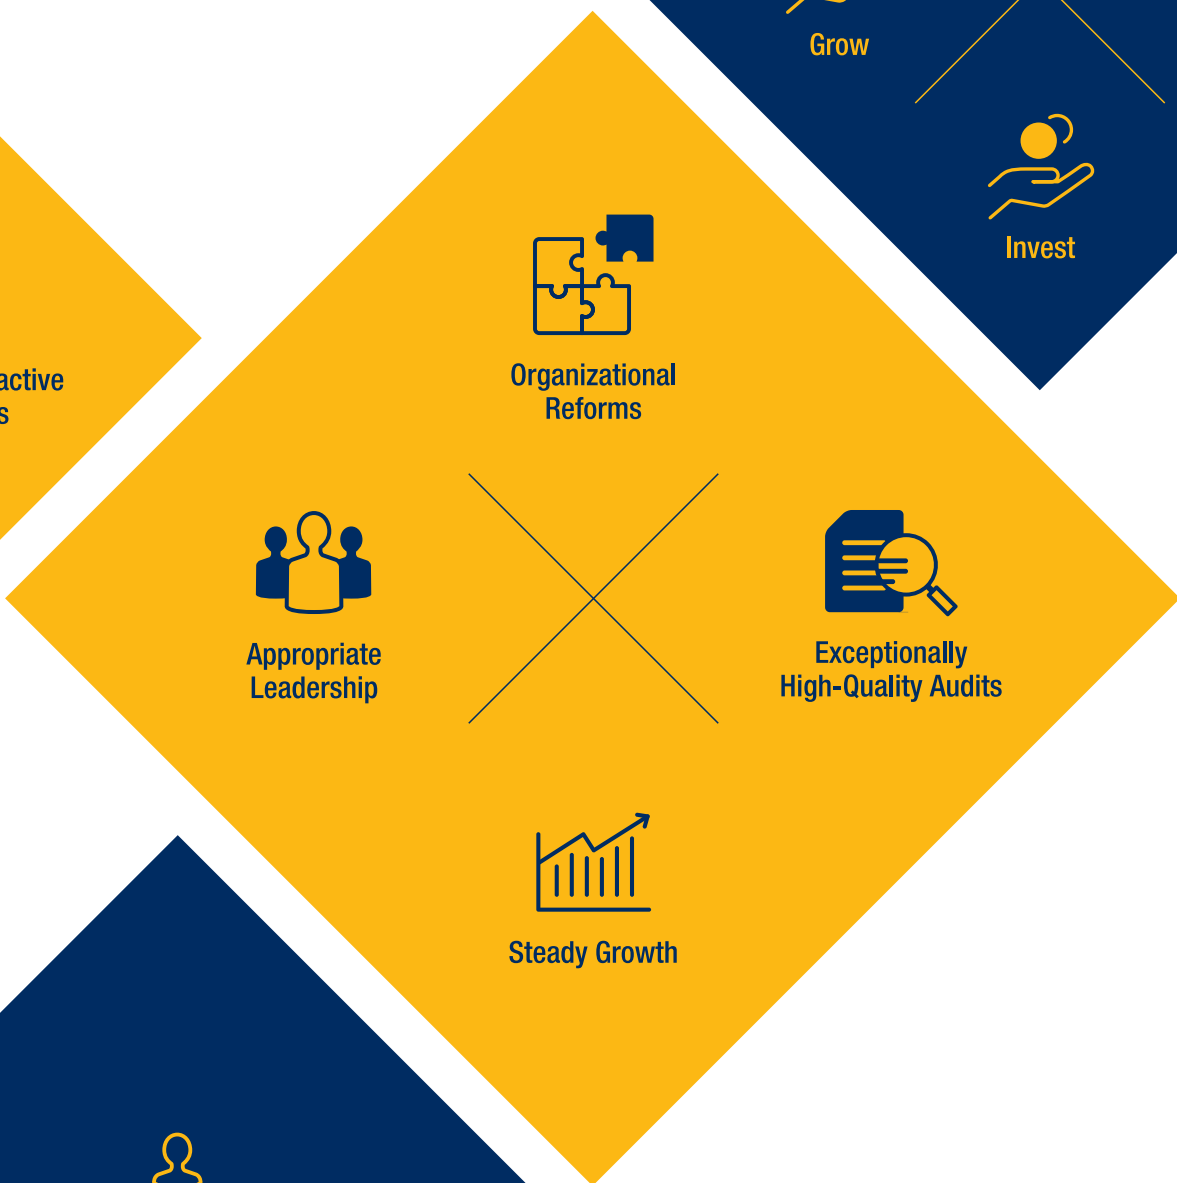 Grow
Invest
Organizational
Reforms
Appropriate
Leadership
Exceptionally
High-Quality Audits
Steady Growth